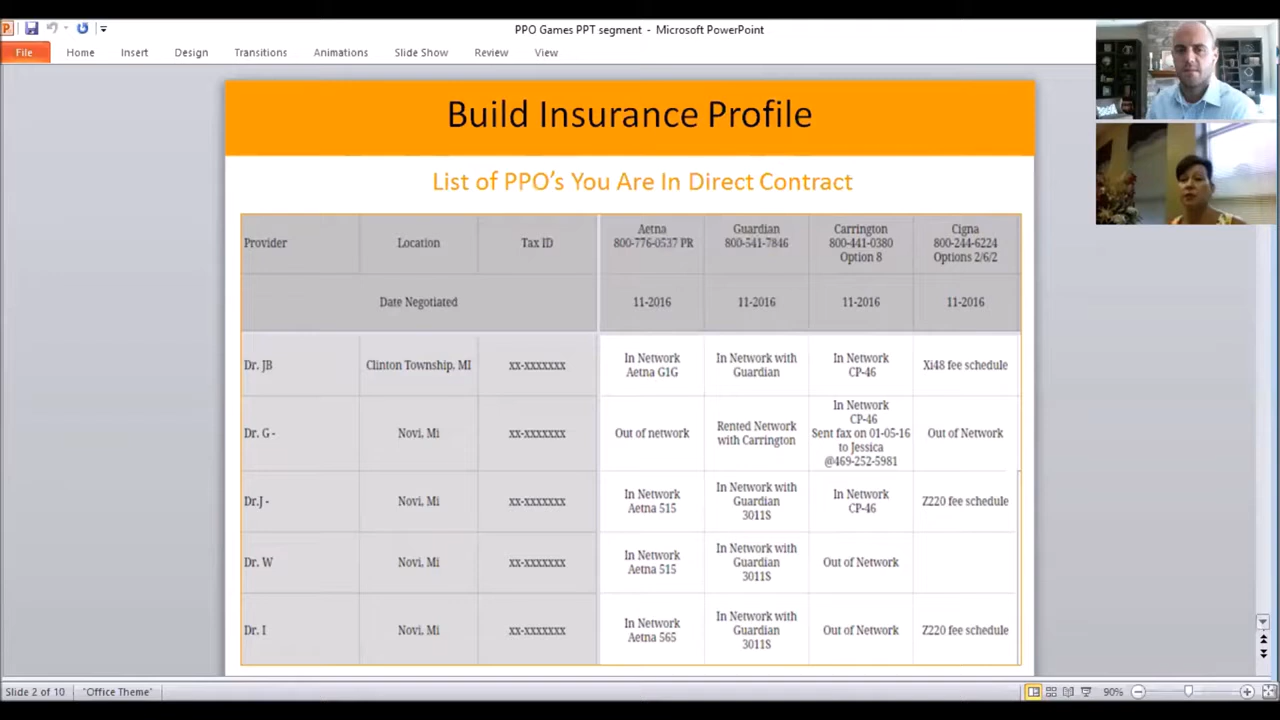 PPO Games PPT segment - Microsoft PowerPoint
File Home Insert Design Transitions Animations Slide Show Review View
Build Insurance Profile
List of PPO's You Are In Direct Contract
Provider
Location
Tax ID
Aetna
800-776-0537 PR
Guardian
800-541-7846
Carrington
800-441-0380
Option 8
Cigna
800-244-6224
Options 2/6/2
Date Negotiated
11-2016
11-2016
11-2016
11-2016
Dr. JB
Clinton Township, MI
xx-xxxxxxx
In Network
Aetna G1G
In Network with
Guardian
In Network
CP-46
Xi48 fee schedule
Dr. G -
Novi, Mi
xx-xxxxxxx
Out of network
Rented Network
with Carrington
In Network
CP-46
Sent fax on 01-05-16
to Jessica
@469-252-5981
Out of Network
Dr.J -
Novi, Mi
xx-xxxxxxx
In Network
Aetna 515
In Network with
Guardian
3011S
In Network
CP-46
Z220 fee schedule
Dr. W
Novi, Mi
xx-xxxxxxx
In Network
Aetna 515
In Network with
Guardian
3011S
Out of Network
Dr. I
Novi, Mi
xx-xxxxxxx
In Network
Aetna 565
In Network with
Guardian
3011S
Out of Network
Z220 fee schedule
Slide 2 of 10 "Office Theme" 90%